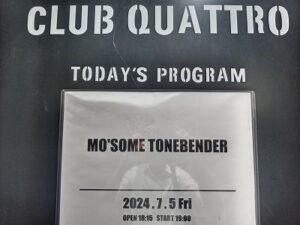 CLUB QUATTRO
TODAY'S PROGRAM
MO'SOME TONEBENDER
2024.7.5 Fri
OPEN 18:15 START 19:00